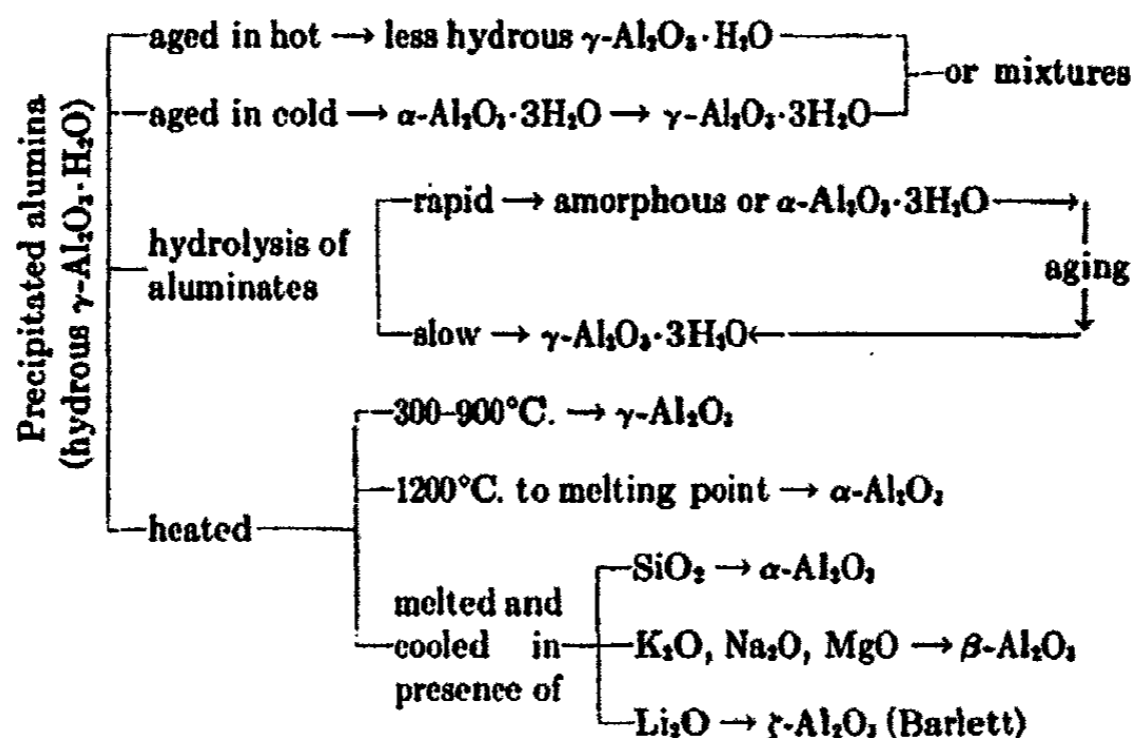 Precipitated alumina
(hydrous γ-Al₂O₃·H₂O)
aged in hot → less hydrous γ-Al₂O₃·H₂O
or mixtures
aged in cold → α-Al₂O₃·3H₂O → γ-Al₂O₃·3H₂O
hydrolysis of
aluminates
rapid → amorphous or α-Al₂O₃·3H₂O
aging
slow → γ-Al₂O₃·3H₂O
heated
300-900°C. → γ-Al₂O₃
1200°C. to melting point → α-Al₂O₃
melted and
cooled in
presence of
SiO₂ → α-Al₂O₃
K₂O, Na₂O, MgO → β-Al₂O₃
Li₂O → ζ-Al₂O₃ (Barlett)